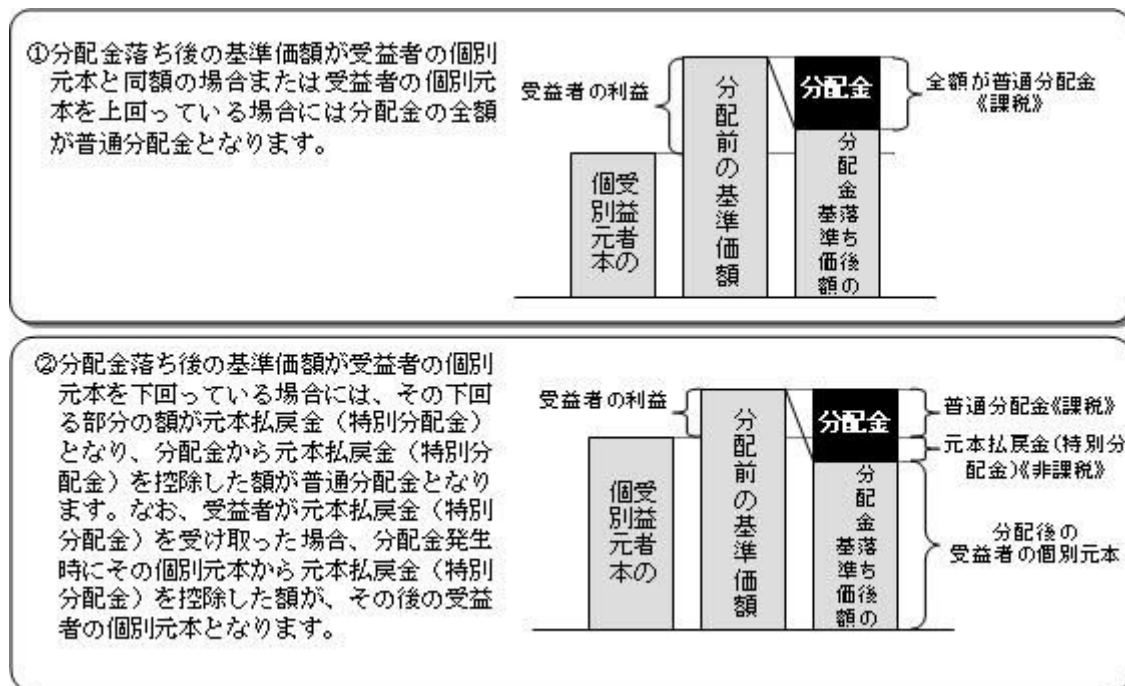 ①分配金落ち後の基準価額が受益者の個別
元本と同額の場合または受益者の個別元
本を上回っている場合には分配金の全額
が普通分配金となります。
受益者の利益
受益者の
個別元本
分配前の基準価額
分配金
分配金落ち後の
基準価額
全額が普通分配金
《課税》
②分配金落ち後の基準価額が受益者の個別
元本を下回っている場合には、その下回
る部分の額が元本払戻金（特別分配金）
となり、分配金から元本払戻金（特別分
配金）を控除した額が普通分配金となり
ます。なお、受益者が元本払戻金（特別
分配金）を受け取った場合、分配金発生
時にその個別元本から元本払戻金（特別
分配金）を控除した額が、その後の受益
者の個別元本となります。
受益者の利益
受益者の
個別元本
分配前の基準価額
分配金
分配金落ち後の
基準価額
普通分配金《課税》
元本払戻金(特別分
配金)《非課税》
分配後の
受益者の個別元本